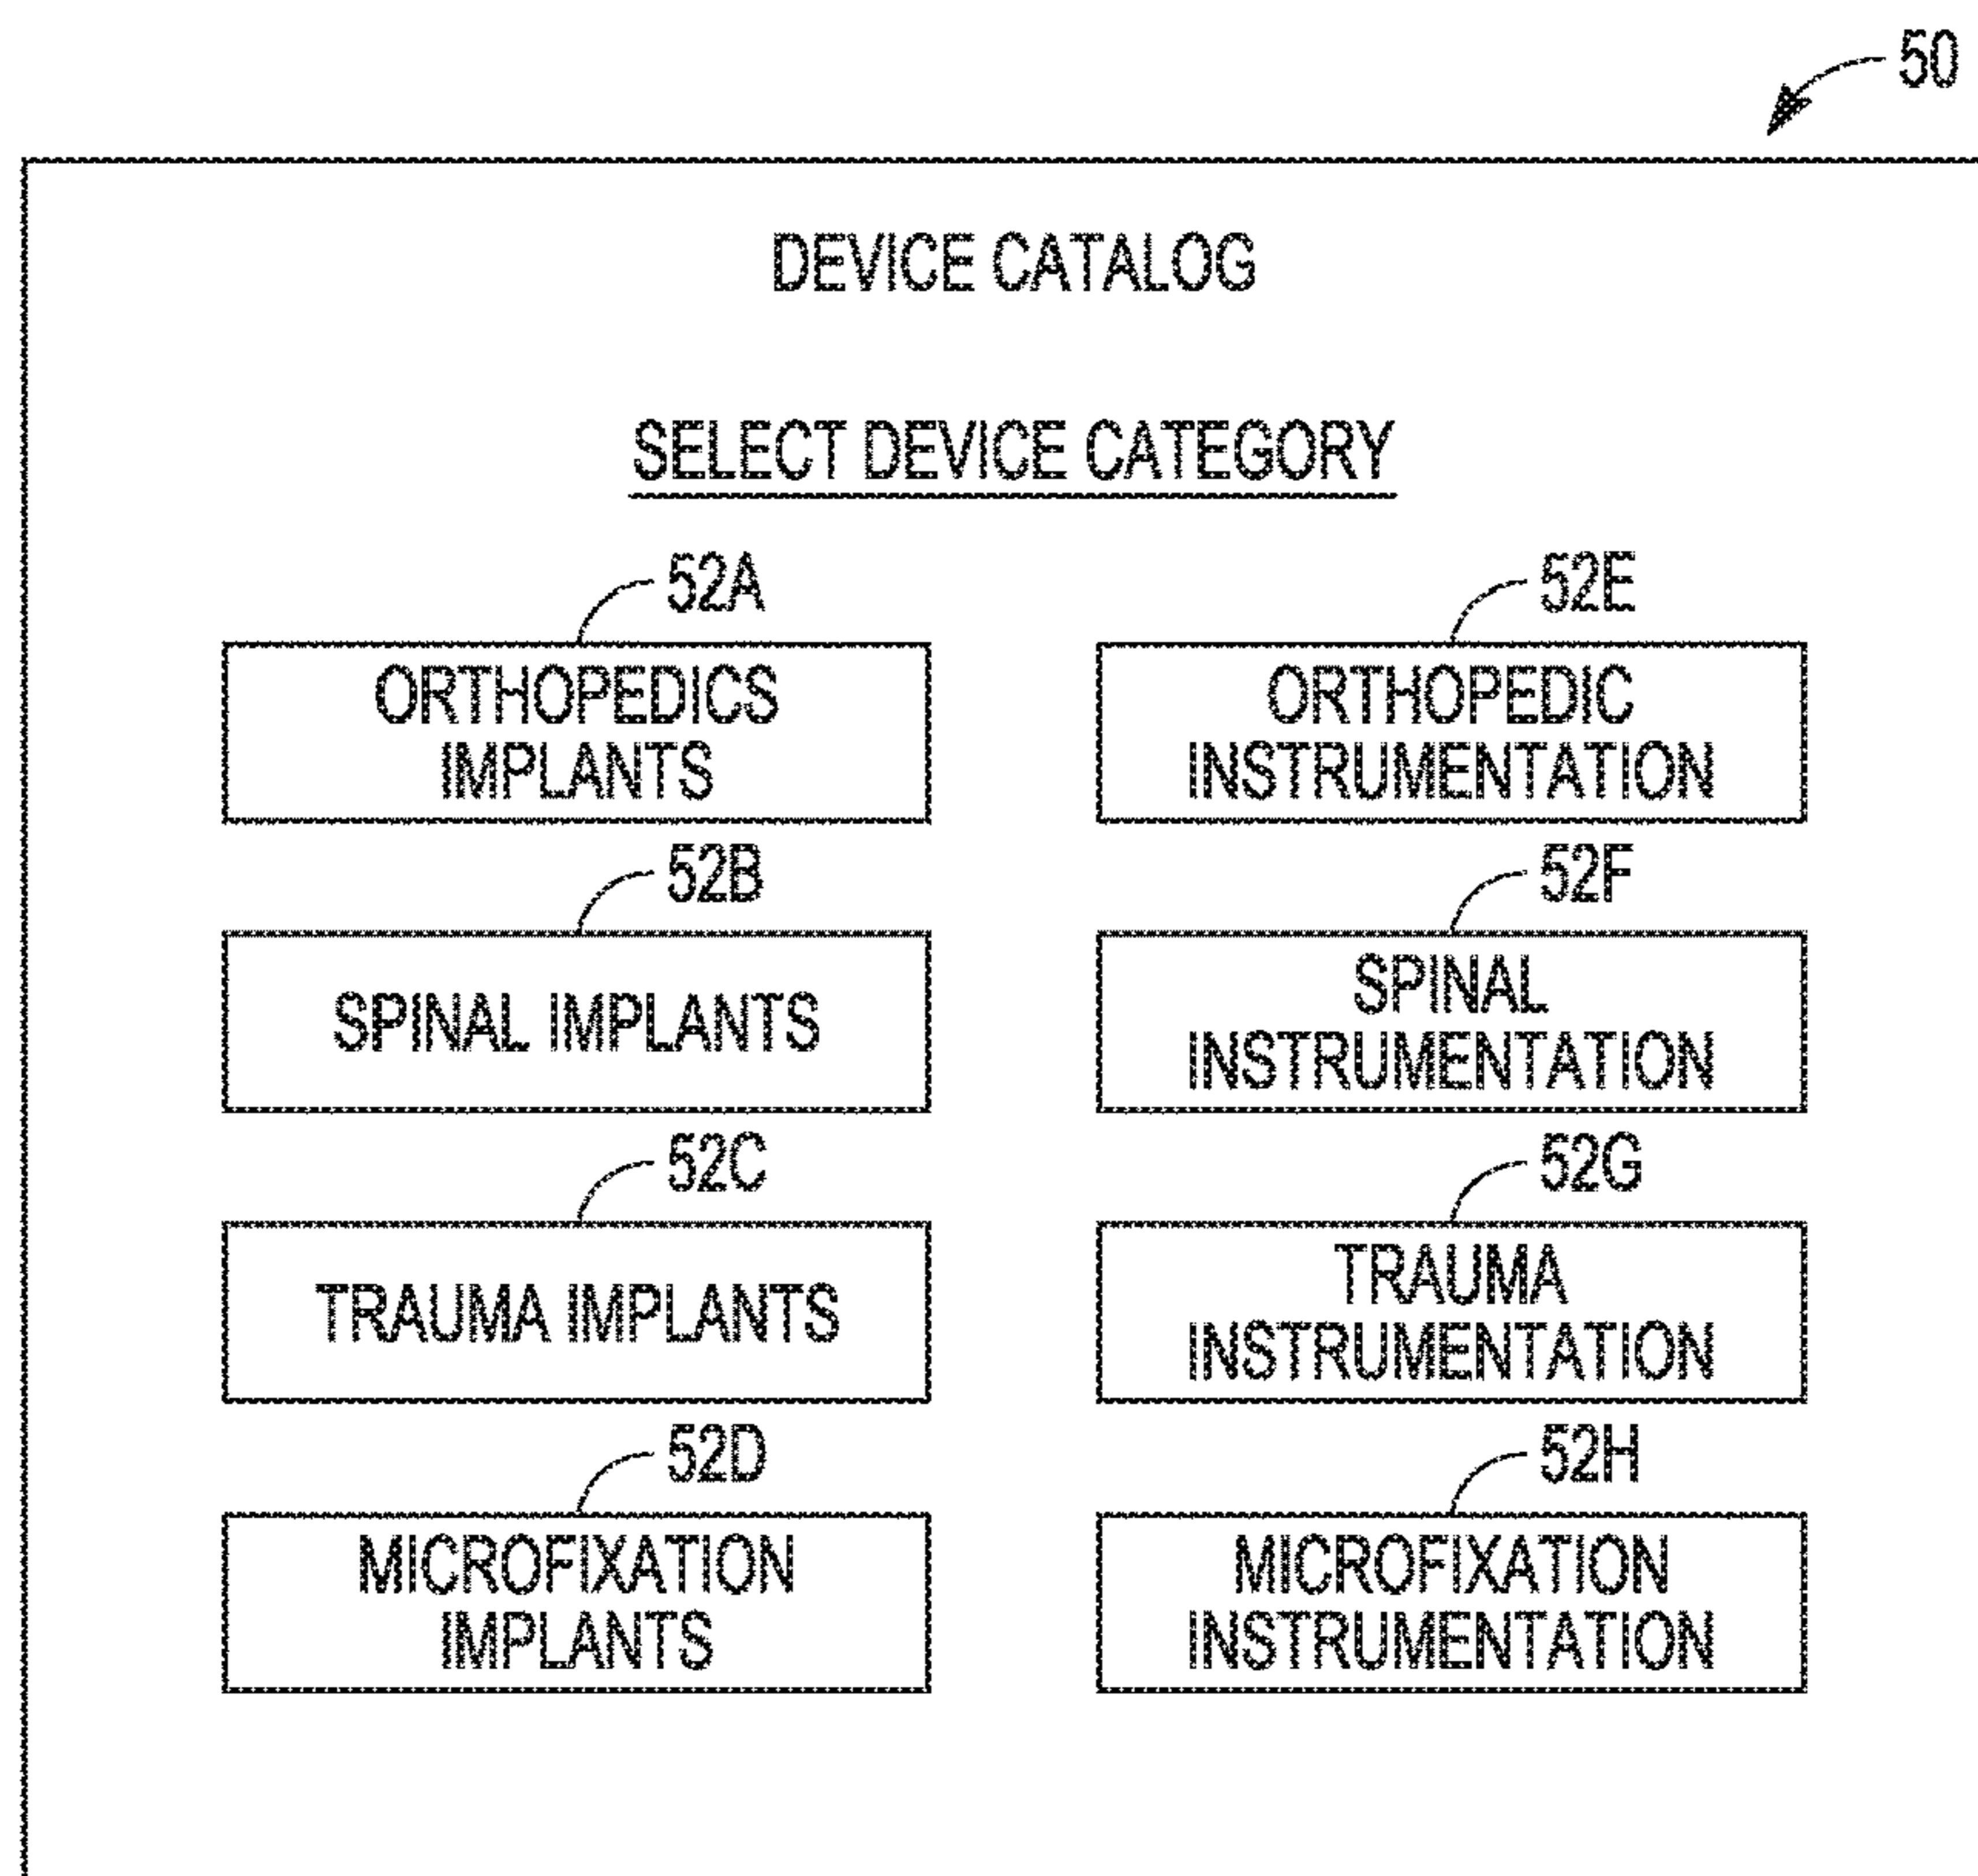 50
DEVICE CATALOG
SELECT DEVICE CATEGORY
52A
ORTHOPEDICS
IMPLANTS
52B
SPINAL IMPLANTS
52C
TRAUMA IMPLANTS
52D
MICROFIXATION
IMPLANTS
52E
ORTHOPEDIC
INSTRUMENTATION
52F
SPINAL
INSTRUMENTATION
52G
TRAUMA
INSTRUMENTATION
52H
MICROFIXATION
INSTRUMENTATION